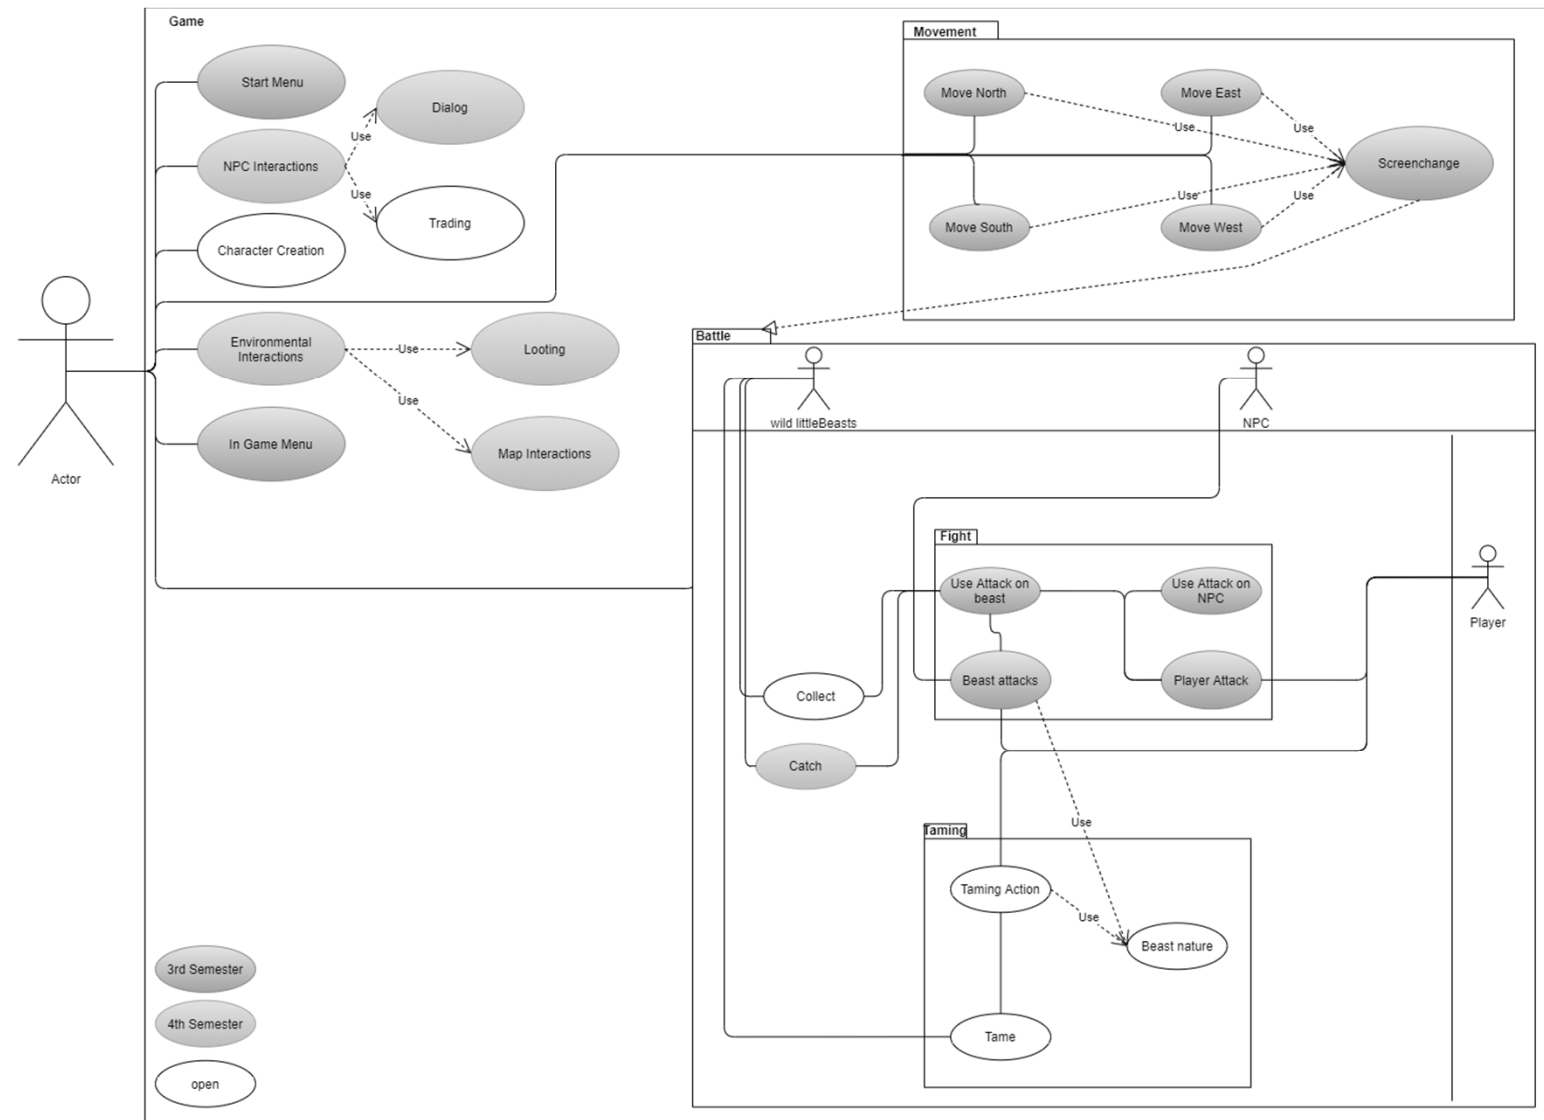 Game
Movement
Start Menu
Dialog
Use
NPC Interactions
Use
Trading
Character Creation
Move North
Move East
Use
Use
Screenchange
Use
Use
Move South
Move West
Environmental
Interactions
Use
Looting
Use
In Game Menu
Map Interactions
Actor
Battle
wild littleBeasts
NPC
Fight
Use Attack on
beast
Use Attack on
NPC
Player
Beast attacks
Player Attack
Collect
Catch
Use
Taming
Taming Action
Use
Beast nature
Tame
3rd Semester
4th Semester
open